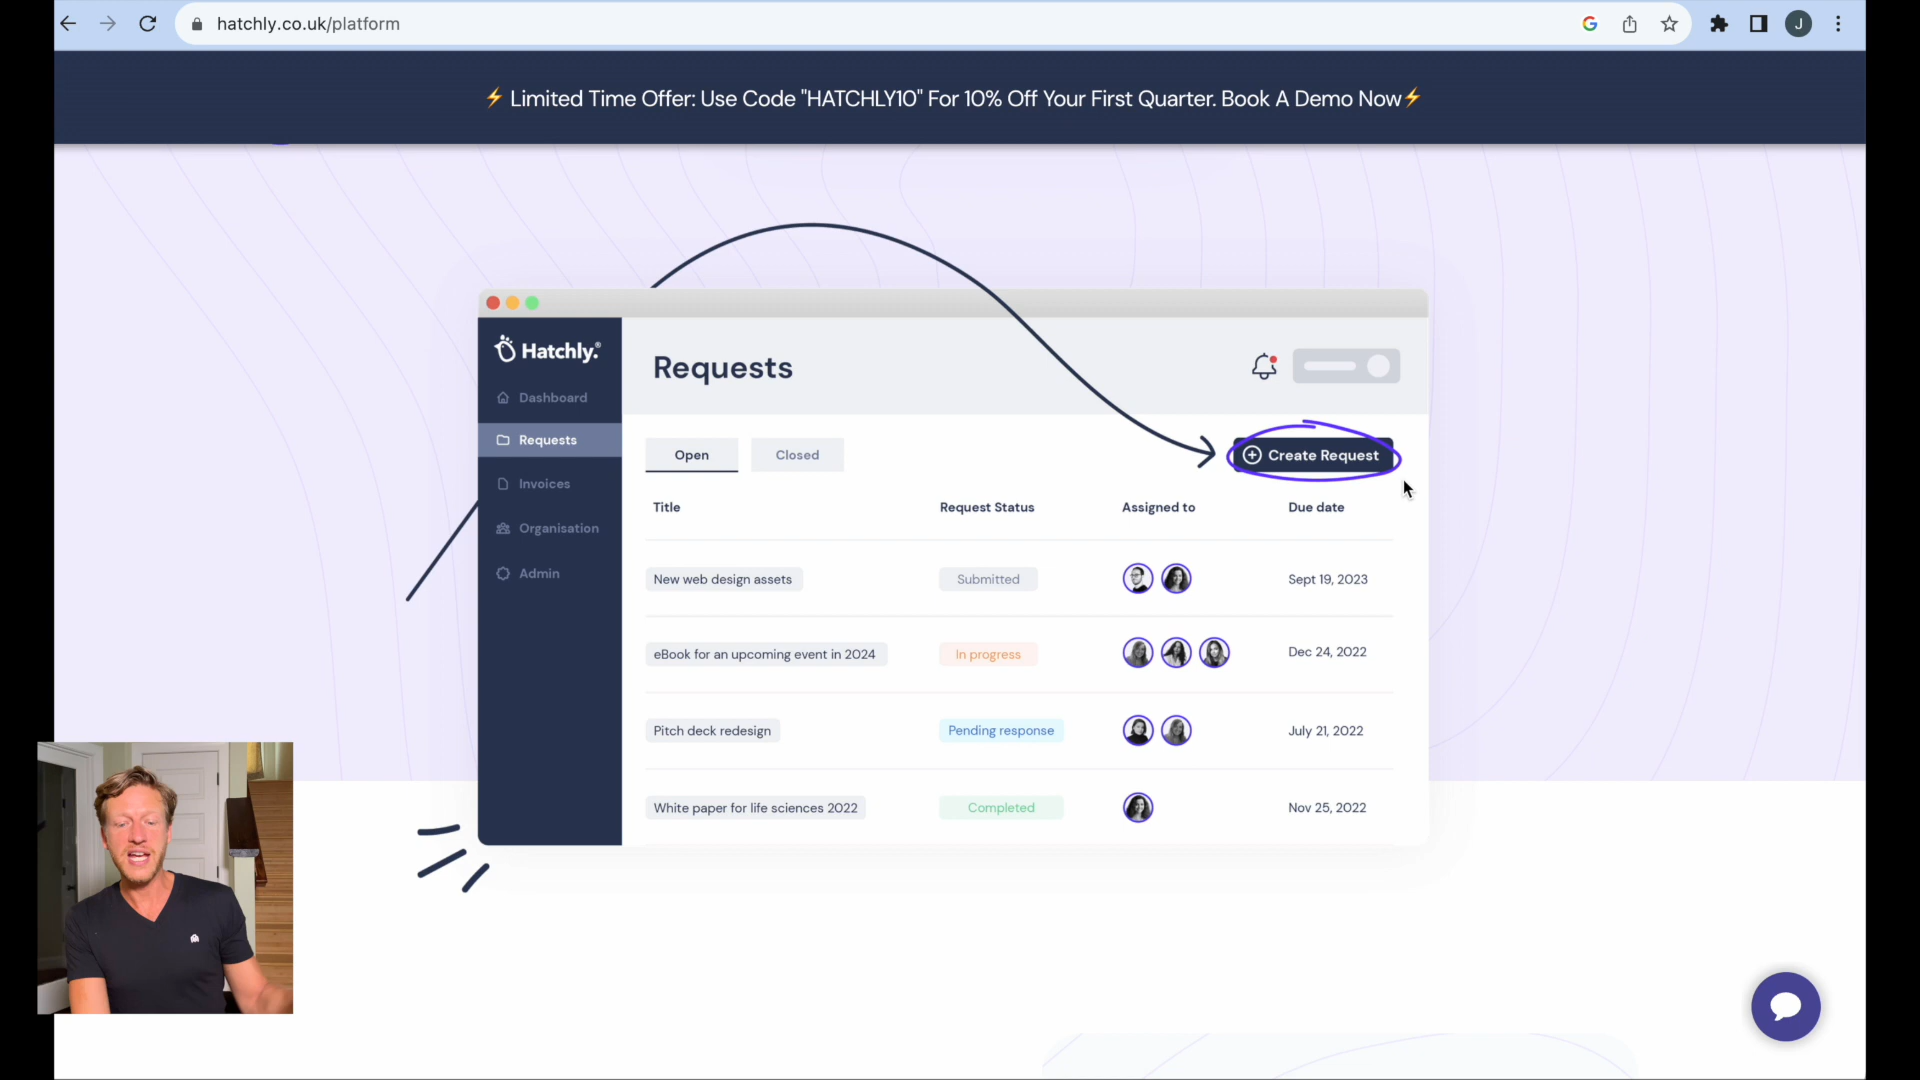 hatchly.co.uk/platform
J
⚡ Limited Time Offer: Use Code "HATCHLY10" For 10% Off Your First Quarter. Book A Demo Now⚡
Hatchly.®
Requests
Dashboard
Requests
Invoices
Organisation
Admin
Open
Closed
Create Request
Title
Request Status
Assigned to
Due date
New web design assets
Submitted
Sept 19, 2023
eBook for an upcoming event in 2024
In progress
Dec 24, 2022
Pitch deck redesign
Pending response
July 21, 2022
White paper for life sciences 2022
Completed
Nov 25, 2022